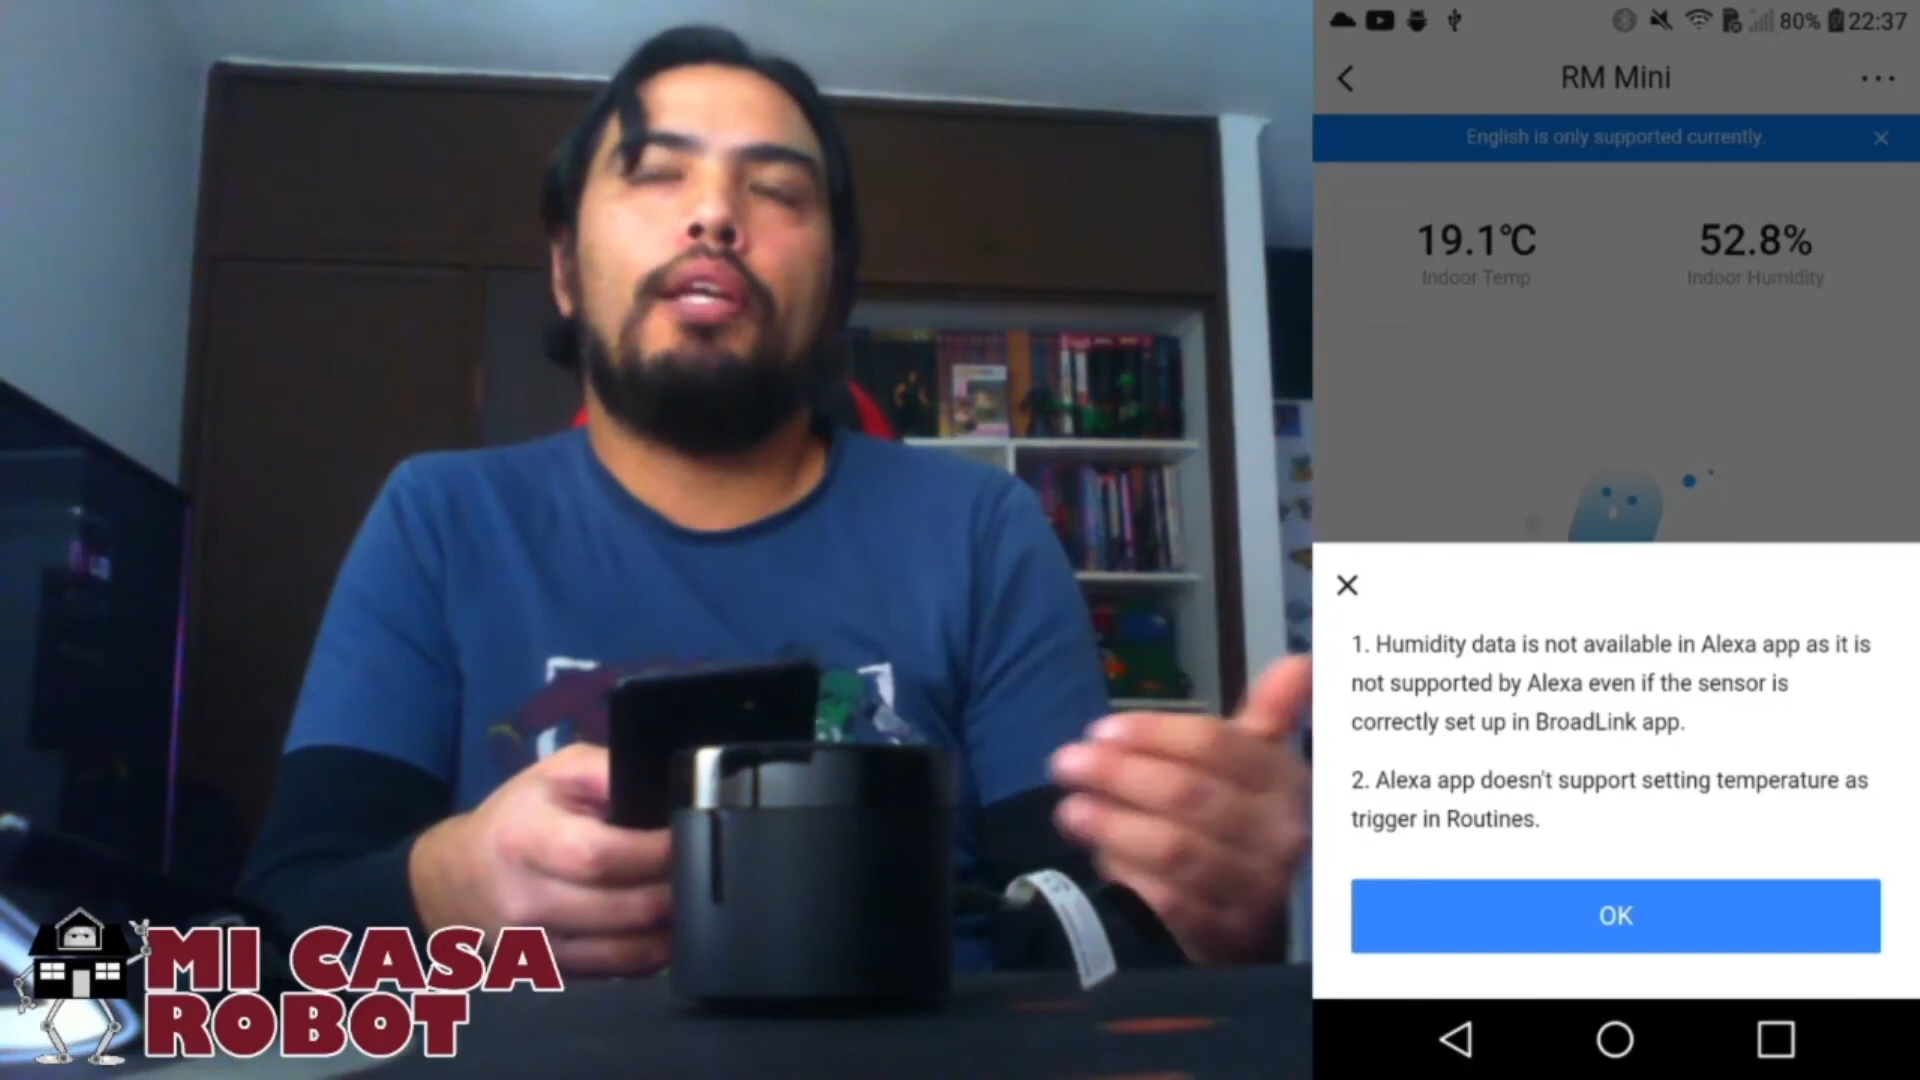 80% 22:37
RM Mini
English is only supported currently.
19.1°C
52.8%
Indoor Temp
Indoor Humidity
1. Humidity data is not available in Alexa app as it is
not supported by Alexa even if the sensor is
correctly set up in BroadLink app.
2. Alexa app doesn't support setting temperature as
trigger in Routines.
OK
MI CASA
ROBOT